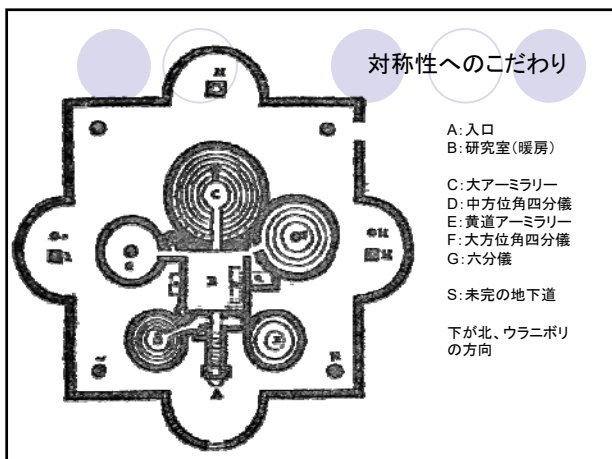 対称性へのこだわり
A:入口
B:研究室(暖房)
C:大アーミラリー
D:中方位角四分儀
E:黄道アーミラリー
F:大方位角四分儀
G:六分儀
S:未完の地下道
下が北、ウラニボリ
の方向
C
A